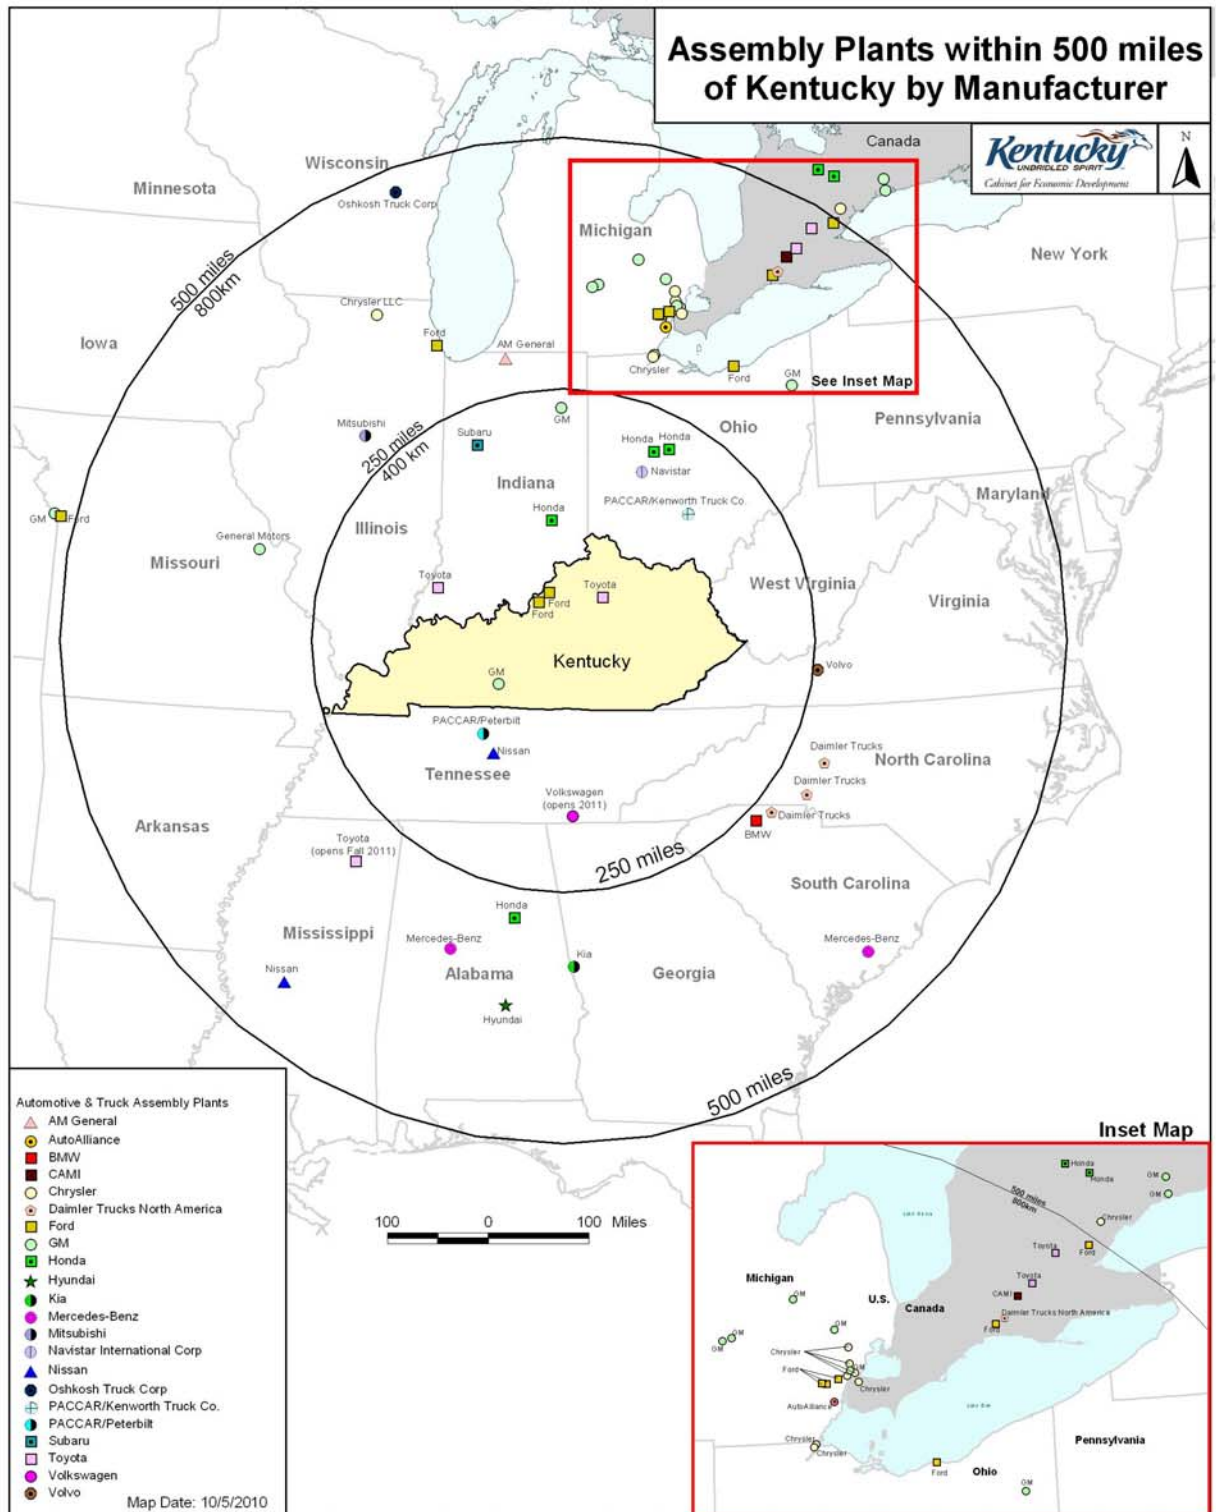 Assembly Plants within 500 miles
of Kentucky by Manufacturer
Kentucky
UNBRIDLED SPIRIT
Cabinet for Economic Development
N
Canada
Wisconsin
Minnesota
Oshkosh Truck Corp
Michigan
New York
500 miles
800km
Chrysler LLC
Iowa
Ford
AM General
Chrysler
Ford
GM
See Inset Map
GM
Mitsubishi
250 miles
400 km
Subaru
Honda
Honda
Ohio
Pennsylvania
Navistar
Indiana
Maryland
PACCAR/Kenworth Truck Co.
GM
Ford
Honda
Illinois
General Motors
Missouri
Toyota
Toyota
West Virginia
Virginia
Ford
Ford
Kentucky
Volvo
GM
PACCAR/Peterbilt
Nissan
Tennessee
Daimler Trucks
North Carolina
Daimler Trucks
Volkswagen
(opens 2011)
Daimler Trucks
BMW
Arkansas
Toyota
(opens Fall 2011)
250 miles
South Carolina
Honda
Mississippi
Mercedes-Benz
Mercedes-Benz
Kia
Nissan
Alabama
Georgia
Hyundai
500 miles
Automotive & Truck Assembly Plants
AM General
AutoAlliance
BMW
CAMI
Chrysler
Daimler Trucks North America
Ford
GM
Honda
Hyundai
Kia
Mercedes-Benz
Mitsubishi
Navistar International Corp
Nissan
Oshkosh Truck Corp
PACCAR/Kenworth Truck Co.
PACCAR/Peterbilt
Subaru
Toyota
Volkswagen
Volvo
Map Date: 10/5/2010
100 0 100 Miles
Inset Map
Honda
Honda
GM
GM
500 miles
800km
Chrysler
Toyota
Ford
Michigan
Toyota
GM
U.S.
Canada
CAMI
Daimler Trucks North America
Ford
GM
GM
GM
Chrysler
GM
Ford
Chrysler
AutoAlliance
Chrysler
Chrysler
Pennsylvania
Ford
Ohio
GM